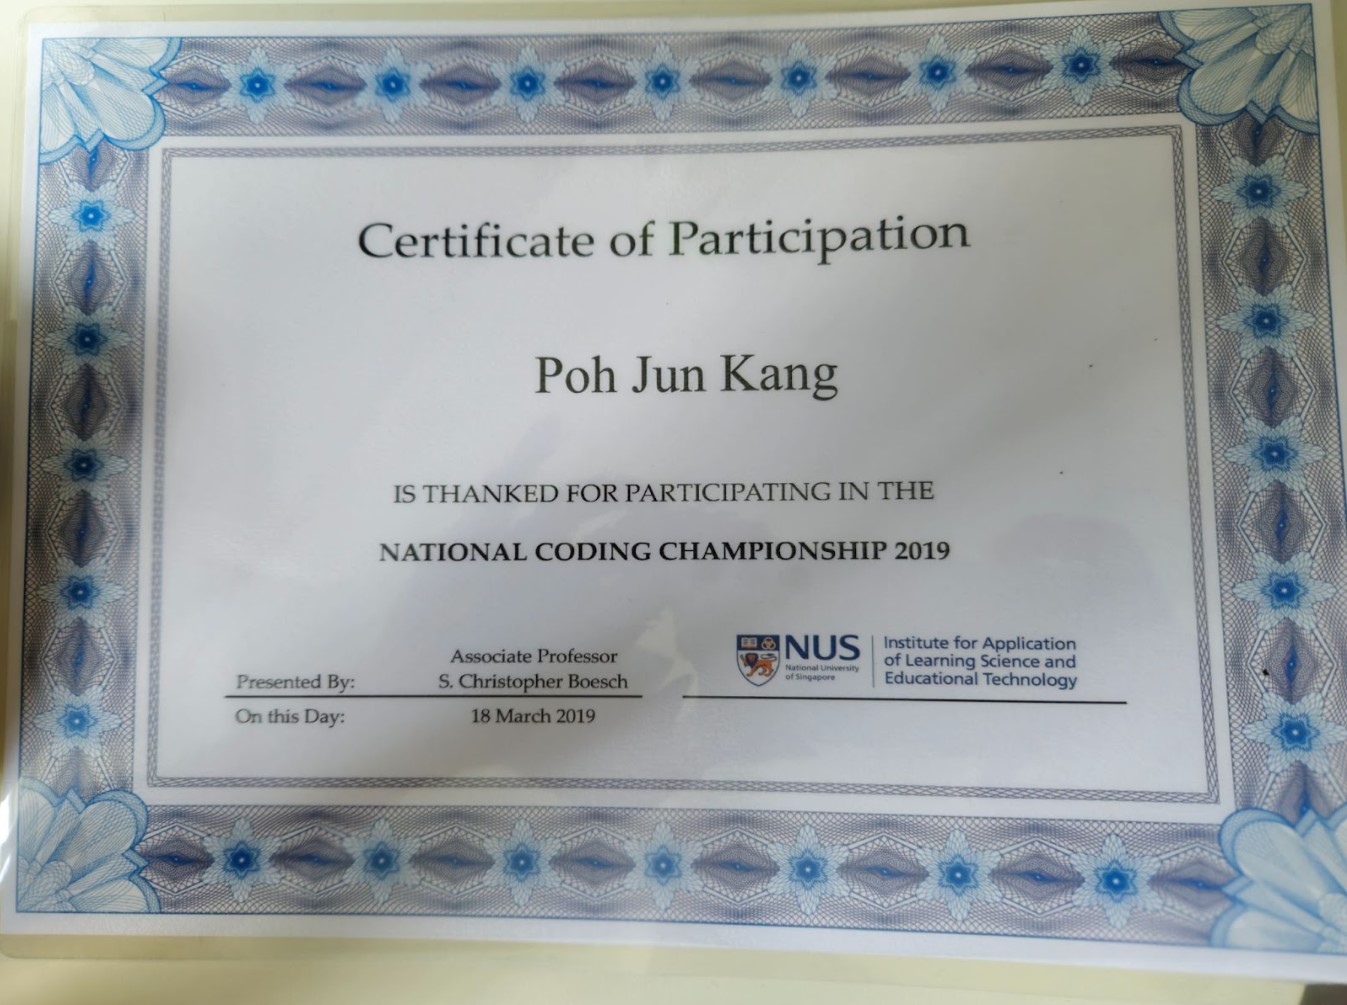 Certificate of Participation
Poh Jun Kang
IS THANKED FOR PARTICIPATING IN THE
NATIONAL CODING CHAMPIONSHIP 2019
Associate Professor
Presented By: S. Christopher Boesch
On this Day: 18 March 2019
NUS
National University
of Singapore
Institute for Application
of Learning Science and
Educational Technology